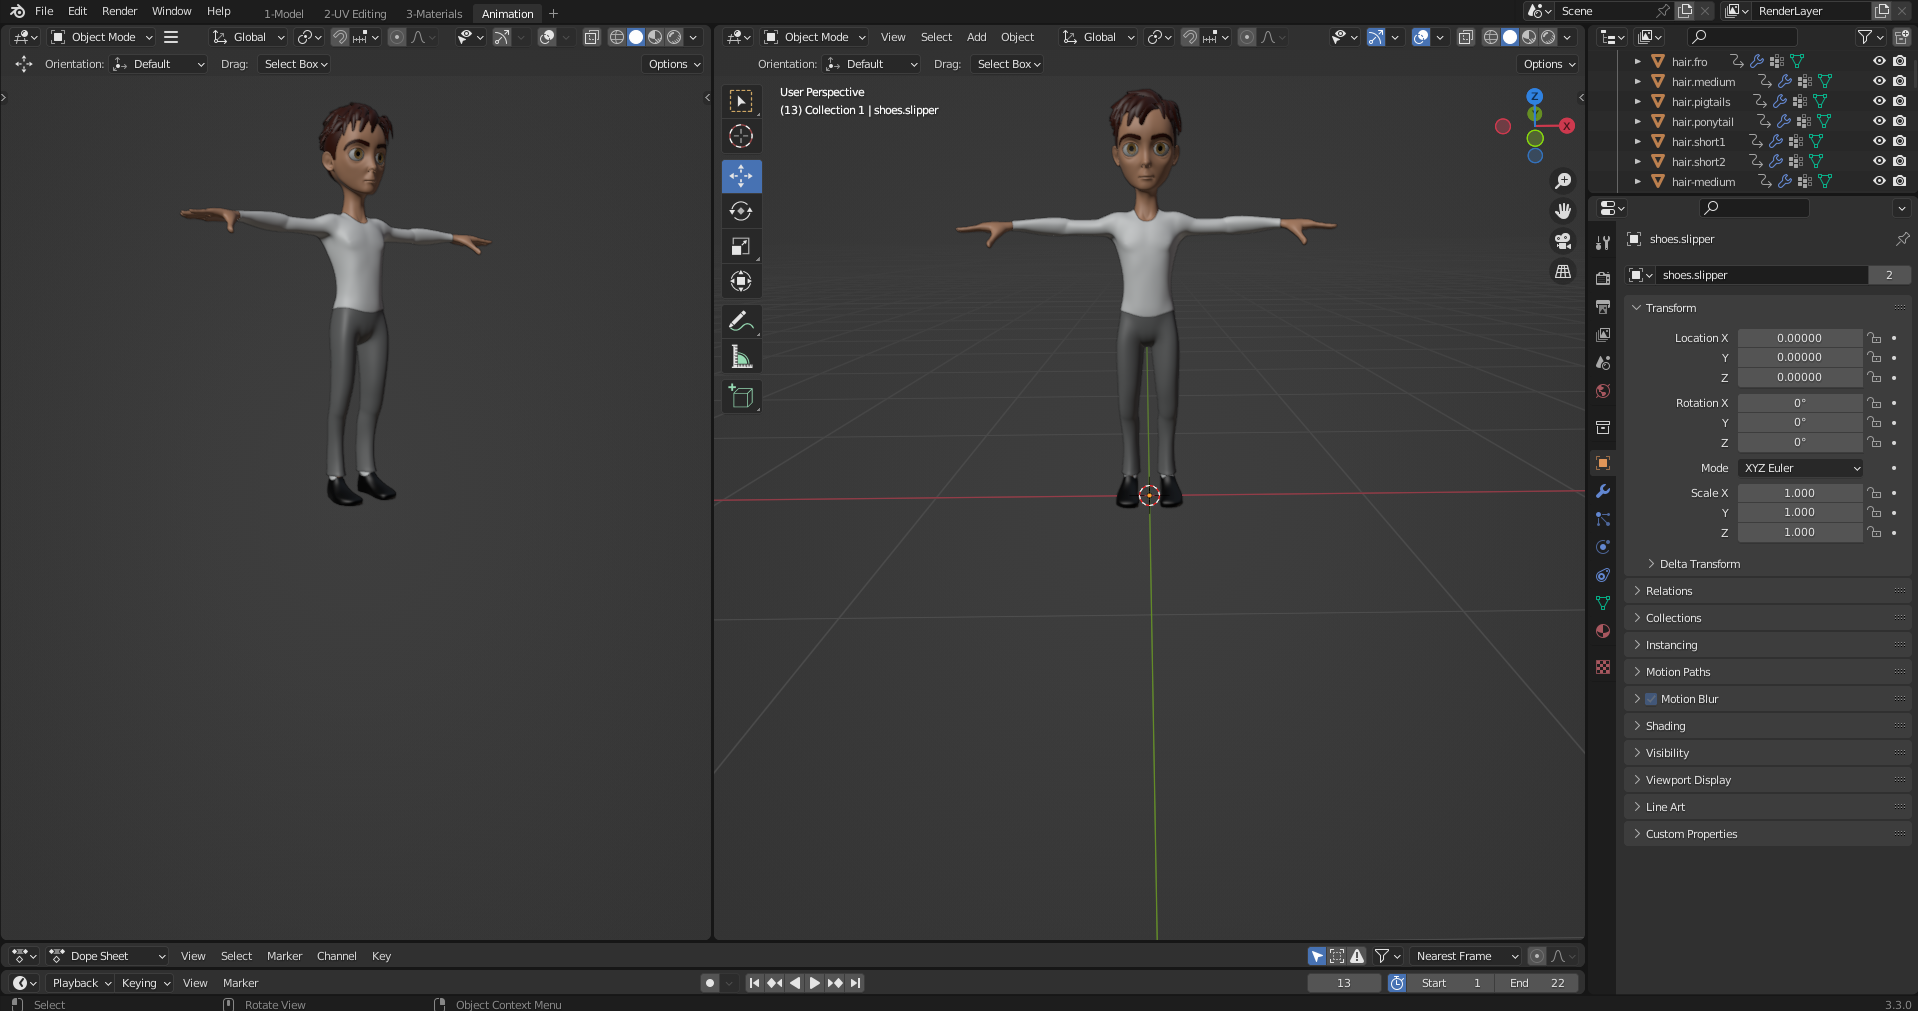 File Edit Render Window Help 1-Model 2-UV Editing 3-Materials Animation + Scene RenderLayer
Object Mode Global
Orientation: Default Drag: Select Box Options
Object Mode View Select Add Object Global
Orientation: Default Drag: Select Box Options
User Perspective
(13) Collection 1 | shoes.slipper
Z
X
hair.fro
hair.medium
hair.pigtails
hair.ponytail
hair.short1
hair.short2
hair-medium
shoes.slipper
shoes.slipper 2
Transform
Location X 0.00000
Y 0.00000
Z 0.00000
Rotation X 0°
Y 0°
Z 0°
Mode XYZ Euler
Scale X 1.000
Y 1.000
Z 1.000
Delta Transform
Relations
Collections
Instancing
Motion Paths
Motion Blur
Shading
Visibility
Viewport Display
Line Art
Custom Properties
Dope Sheet View Select Marker Channel Key Nearest Frame
Playback Keying View Marker 13 Start 1 End 22
Select Rotate View Object Context Menu 3.3.0